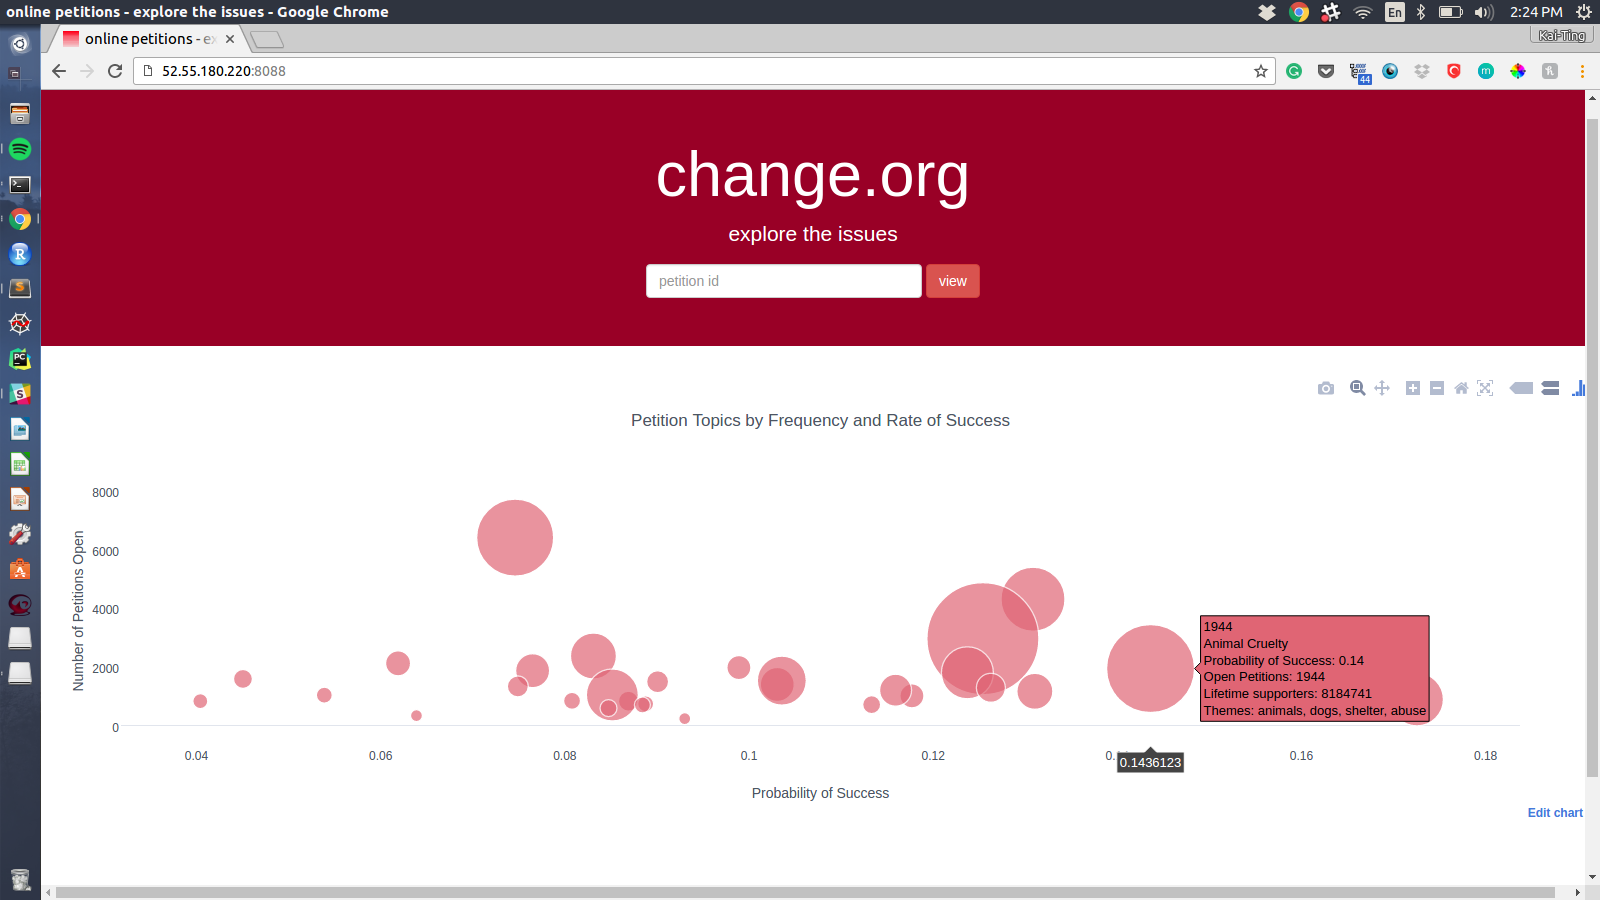 online petitions - explore the issues - Google Chrome
En
2:24 PM
online petitions - ex
Kai-Ting
52.55.180.220:8088
44
change.org
explore the issues
petition id
view
Petition Topics by Frequency and Rate of Success
Number of Petitions Open
8000
6000
4000
2000
0
1944
Animal Cruelty
Probability of Success: 0.14
Open Petitions: 1944
Lifetime supporters: 8184741
Themes: animals, dogs, shelter, abuse
0.04
0.06
0.08
0.1
0.12
0.16
0.18
0.1436123
Probability of Success
Edit chart